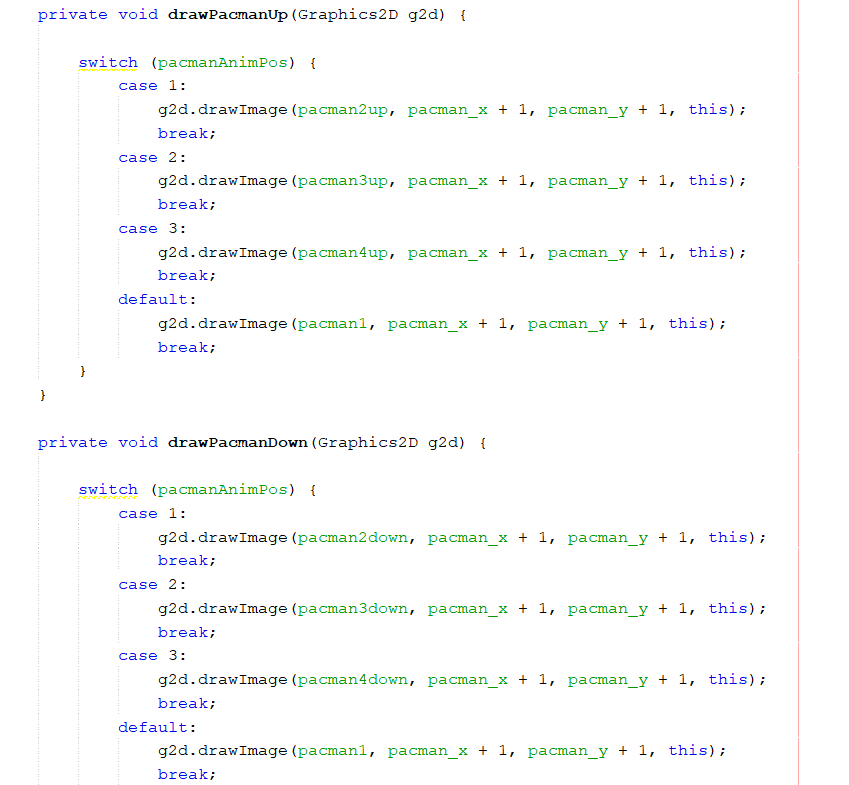 private void drawPacmanUp(Graphics2D g2d) {
switch (pacmanAnimPos) {
case 1:
g2d.drawImage(pacman2up, pacman_x + 1, pacman_y + 1, this);
break;
case 2:
g2d.drawImage(pacman3up, pacman_x + 1, pacman_y + 1, this);
break;
case 3:
g2d.drawImage(pacman4up, pacman_x + 1, pacman_y + 1, this);
break;
default:
g2d.drawImage(pacman1, pacman_x + 1, pacman_y + 1, this);
break;
}
}
private void drawPacmanDown(Graphics2D g2d) {
switch (pacmanAnimPos) {
case 1:
g2d.drawImage(pacman2down, pacman_x + 1, pacman_y + 1, this);
break;
case 2:
g2d.drawImage(pacman3down, pacman_x + 1, pacman_y + 1, this);
break;
case 3:
g2d.drawImage(pacman4down, pacman_x + 1, pacman_y + 1, this);
break;
default:
g2d.drawImage(pacman1, pacman_x + 1, pacman_y + 1, this);
break;